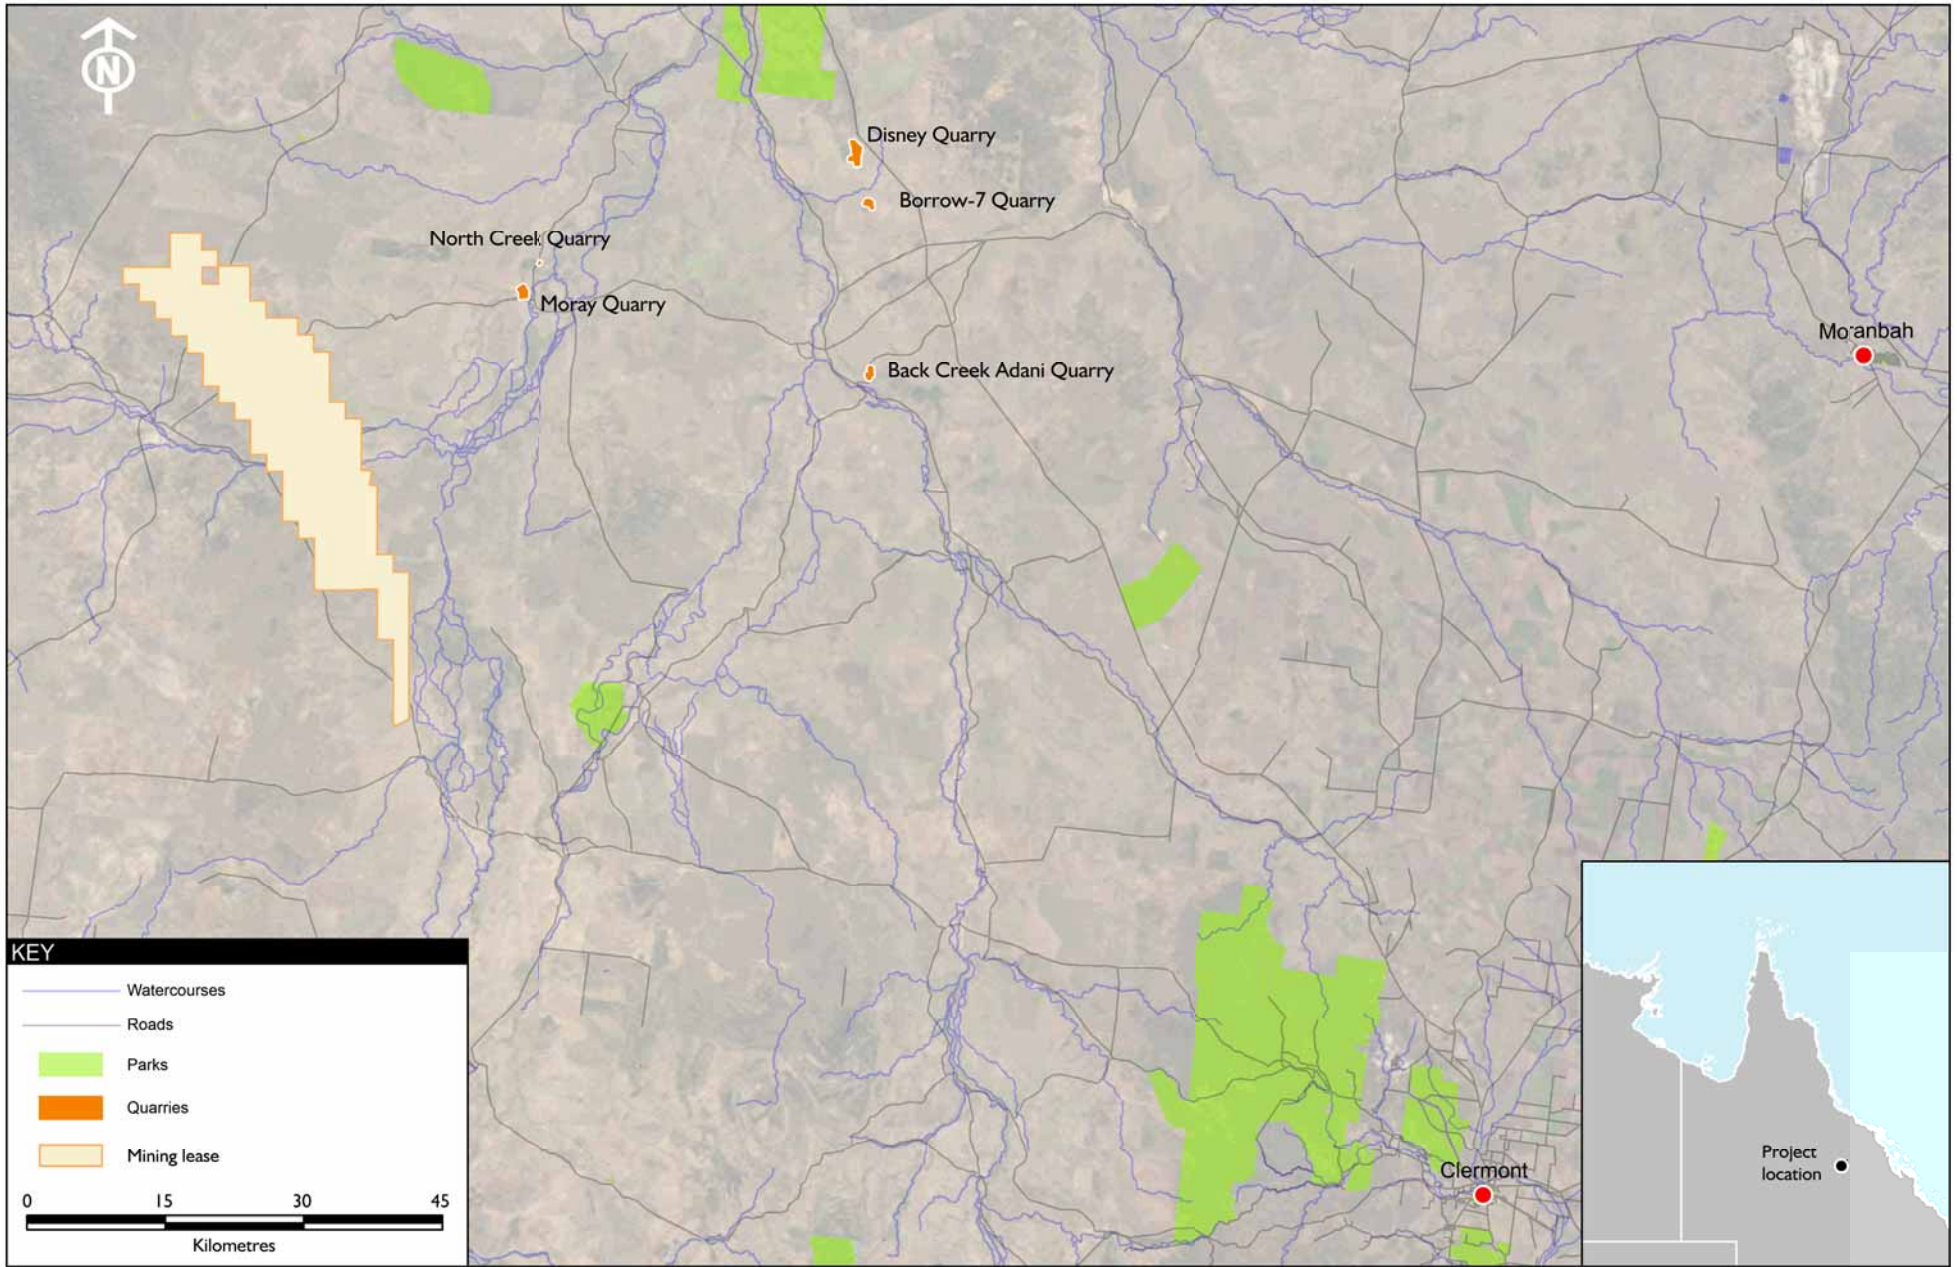 N
Disney Quarry
Borrow-7 Quarry
North Creek Quarry
Moray Quarry
Moranbah
Back Creek Adani Quarry
KEY
Watercourses
Roads
Parks
Quarries
Mining lease
0 15 30 45
Kilometres
Clermont
Project
location